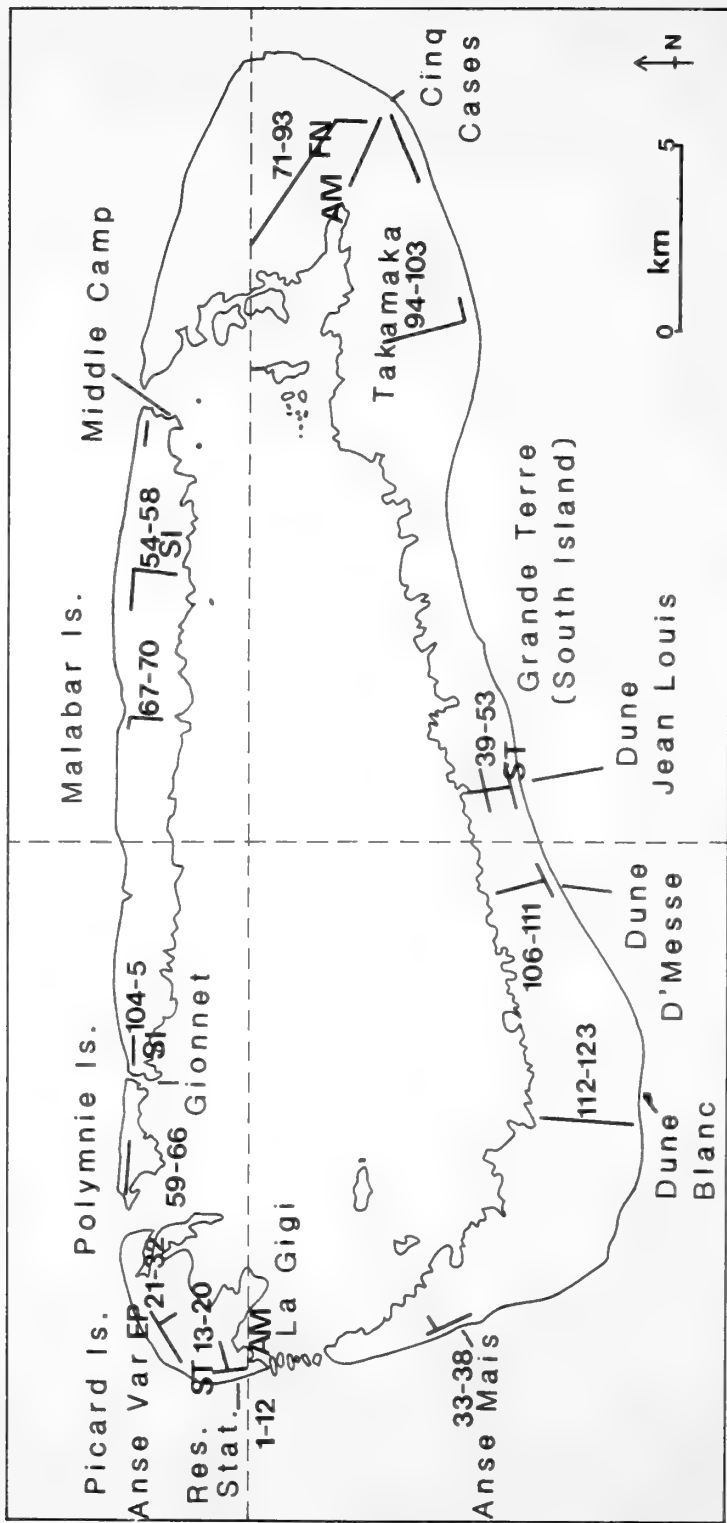 Picard Is.
Anse Var
EP
21-32
Res.
Stat.
ST
13-20
1-12
AM
La Gigi
Polymnie Is.
59-66
Gionnet
104-5
SI
Malabar Is.
67-70
54-58
SI
Middle Camp
71-93
FN
AM
Cinq
Cases
Takamaka
94-103
Grande Terre
(South Island)
39-53
ST
Dune
Jean Louis
106-111
Dune
D'Messe
112-123
Dune
Blanc
33-38
Anse Mais
0 km 5
N